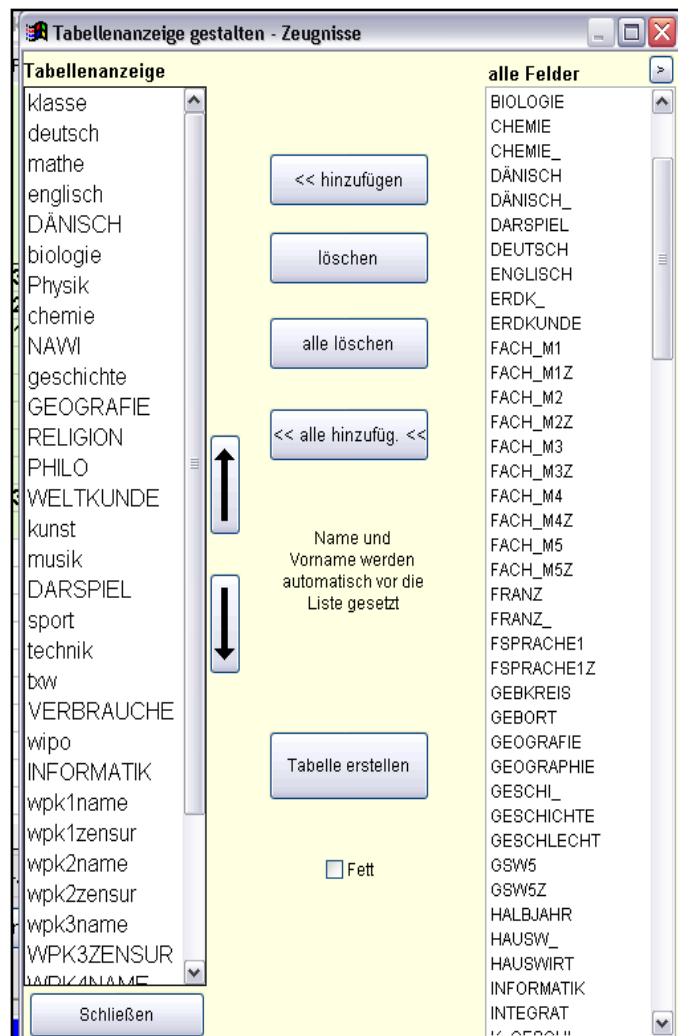 Tabellenanzeige gestalten - Zeugnisse
Tabellenanzeige
klasse
deutsch
mathe
englisch
DÄNISCH
biologie
Physik
chemie
NAWI
geschichte
GEOGRAFIE
RELIGION
PHILO
WELTKUNDE
kunst
musik
DARSPIEL
sport
technik
txw
VERBRAUCHE
wipo
INFORMATIK
wpk1name
wpk1zensur
wpk2name
wpk2zensur
wpk3name
WPK3ZENSUR
WPK4NAME
Schließen
<< hinzufügen
löschen
alle löschen
<< alle hinzufüg. <<
Name und
Vorname werden
automatisch vor die
Liste gesetzt
Tabelle erstellen
Fett
alle Felder
>
BIOLOGIE
CHEMIE
CHEMIE_
DÄNISCH
DÄNISCH_
DARSPIEL
DEUTSCH
ENGLISCH
ERDK_
ERDKUNDE
FACH_M1
FACH_M1Z
FACH_M2
FACH_M2Z
FACH_M3
FACH_M3Z
FACH_M4
FACH_M4Z
FACH_M5
FACH_M5Z
FRANZ
FRANZ_
FSPRACHE1
FSPRACHE1Z
GEBKREIS
GEBORT
GEOGRAFIE
GEOGRAPHIE
GESCHI_
GESCHICHTE
GESCHLECHT
GSW5
GSW5Z
HALBJAHR
HAUSW_
HAUSWIRT
INFORMATIK
INTEGRAT